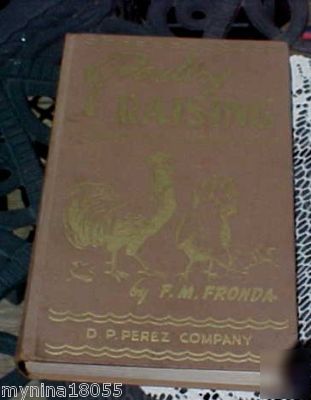 Poultry
RAISING
by F. M. FRONDA
D. P. PEREZ COMPANY
mynina18055